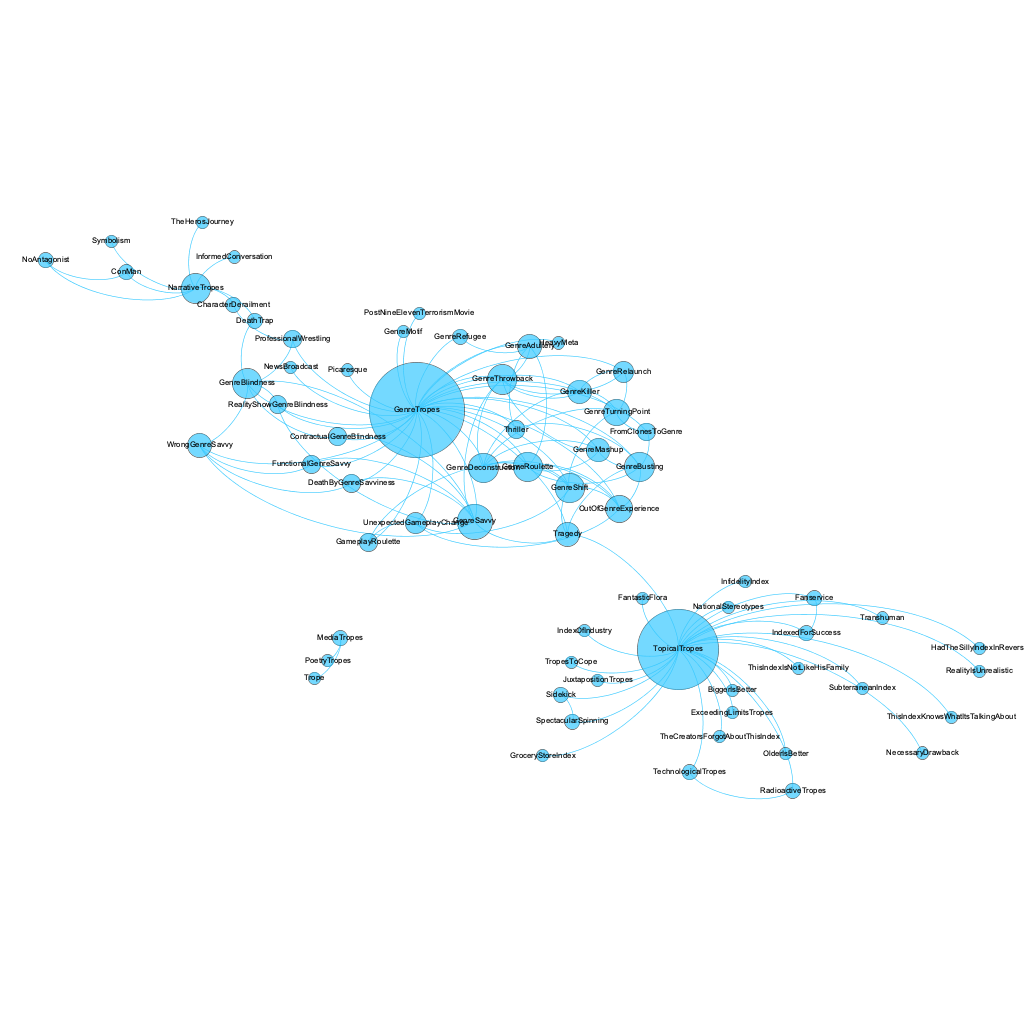 TheHerosJourney
Symbolism
InformedConversation
NoAntagonist
ConMan
NarrativeTropes
CharacterDerailment
DeathTrap
PostNineElevenTerrorismMovie
GenreMotif
GenreRefugee
ProfessionalWrestling
GenreAdultery
HeavyMeta
NewsBroadcast
Picaresque
GenreRelaunch
GenreThrowback
GenreBlindness
GenreKiller
RealityShowGenreBlindness
GenreTropes
GenreTurningPoint
Thriller
FromClonesToGenre
ContractualGenreBlindness
WrongGenreSavvy
GenreMashup
FunctionalGenreSavvy
GenreDeconstruction
GenreRoulette
GenreBusting
DeathByGenreSavviness
GenreShift
OutOfGenreExperience
UnexpectedGameplayChange
GenreSavvy
Tragedy
GameplayRoulette
InfidelityIndex
FantasticFlora
NationalStereotypes
Fanservice
Transhuman
IndexOfIndustry
IndexedForSuccess
MediaTropes
TopicalTropes
HadTheSillyIndexInRevers
PoetryTropes
TropesToCope
ThisIndexIsNotLikeHisFamily
RealityIsUnrealistic
Trope
JuxtapositionTropes
BiggerIsBetter
SubterraneanIndex
Sidekick
ExceedingLimitsTropes
ThisIndexKnowsWhatItsTalkingAbout
SpectacularSpinning
TheCreatorsForgotAboutThisIndex
GroceryStoreIndex
OlderIsBetter
NecessaryDrawback
TechnologicalTropes
RadioactiveTropes